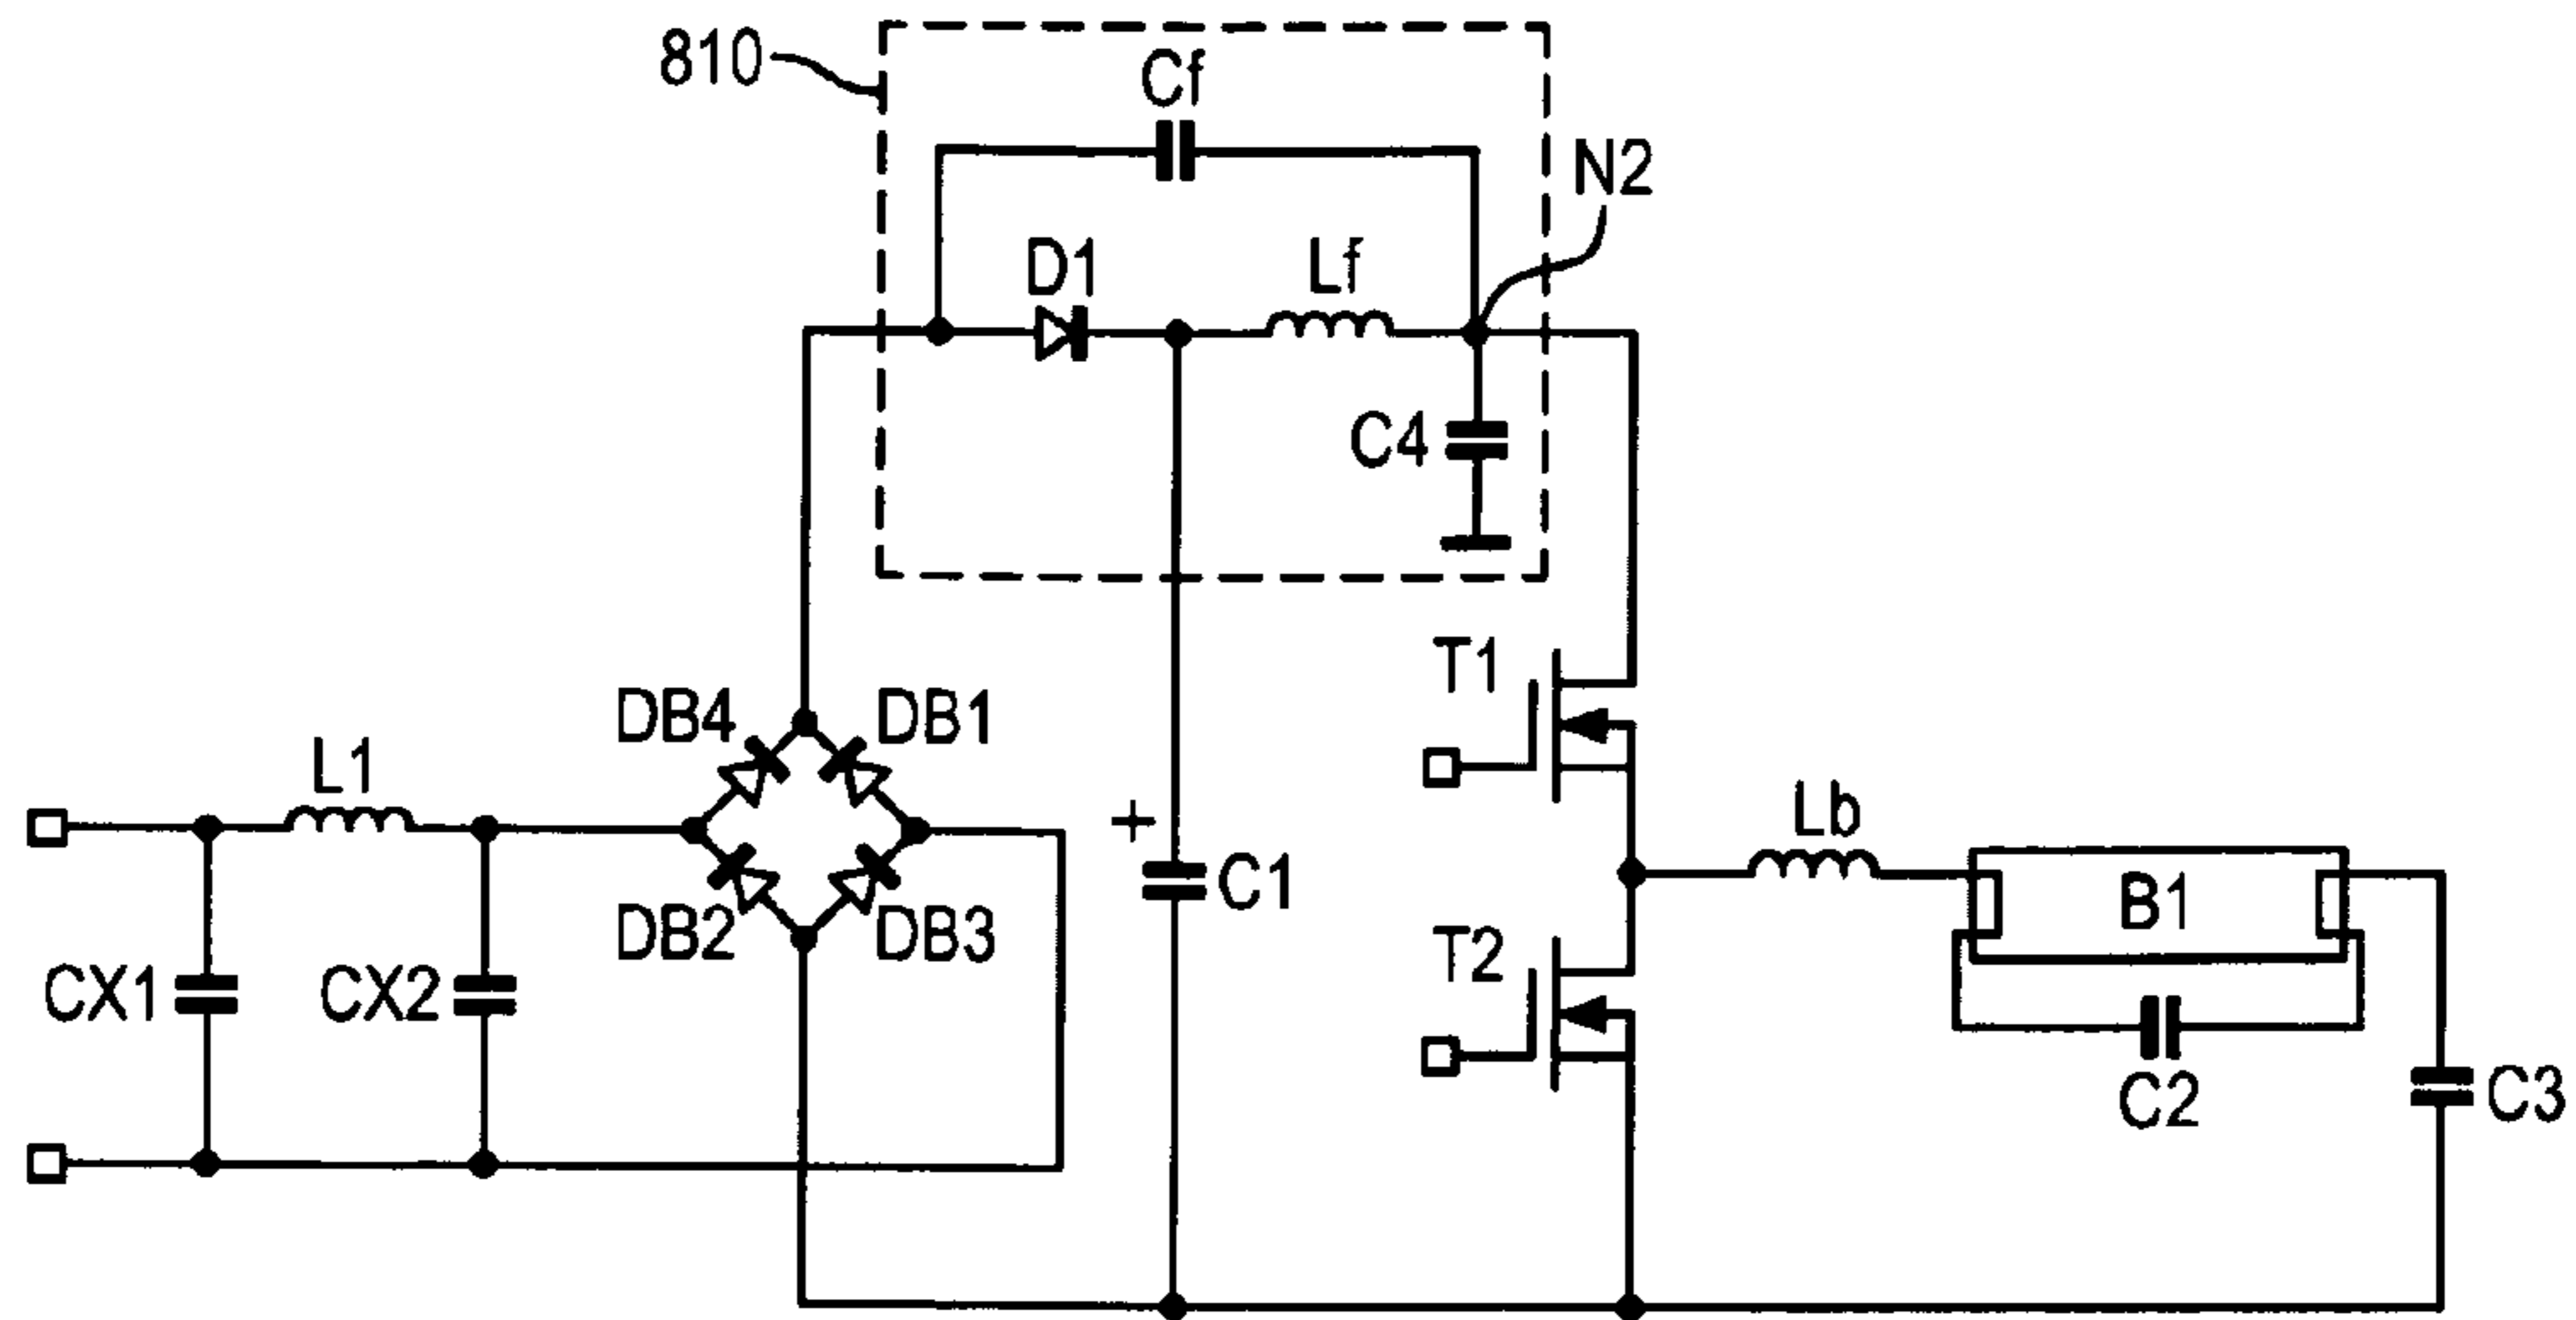 810
Cf
N2
D1
Lf
C4
T1
DB4
DB1
L1
Lb
+
C1
B1
DB2
DB3
T2
CX1
CX2
C2
C3